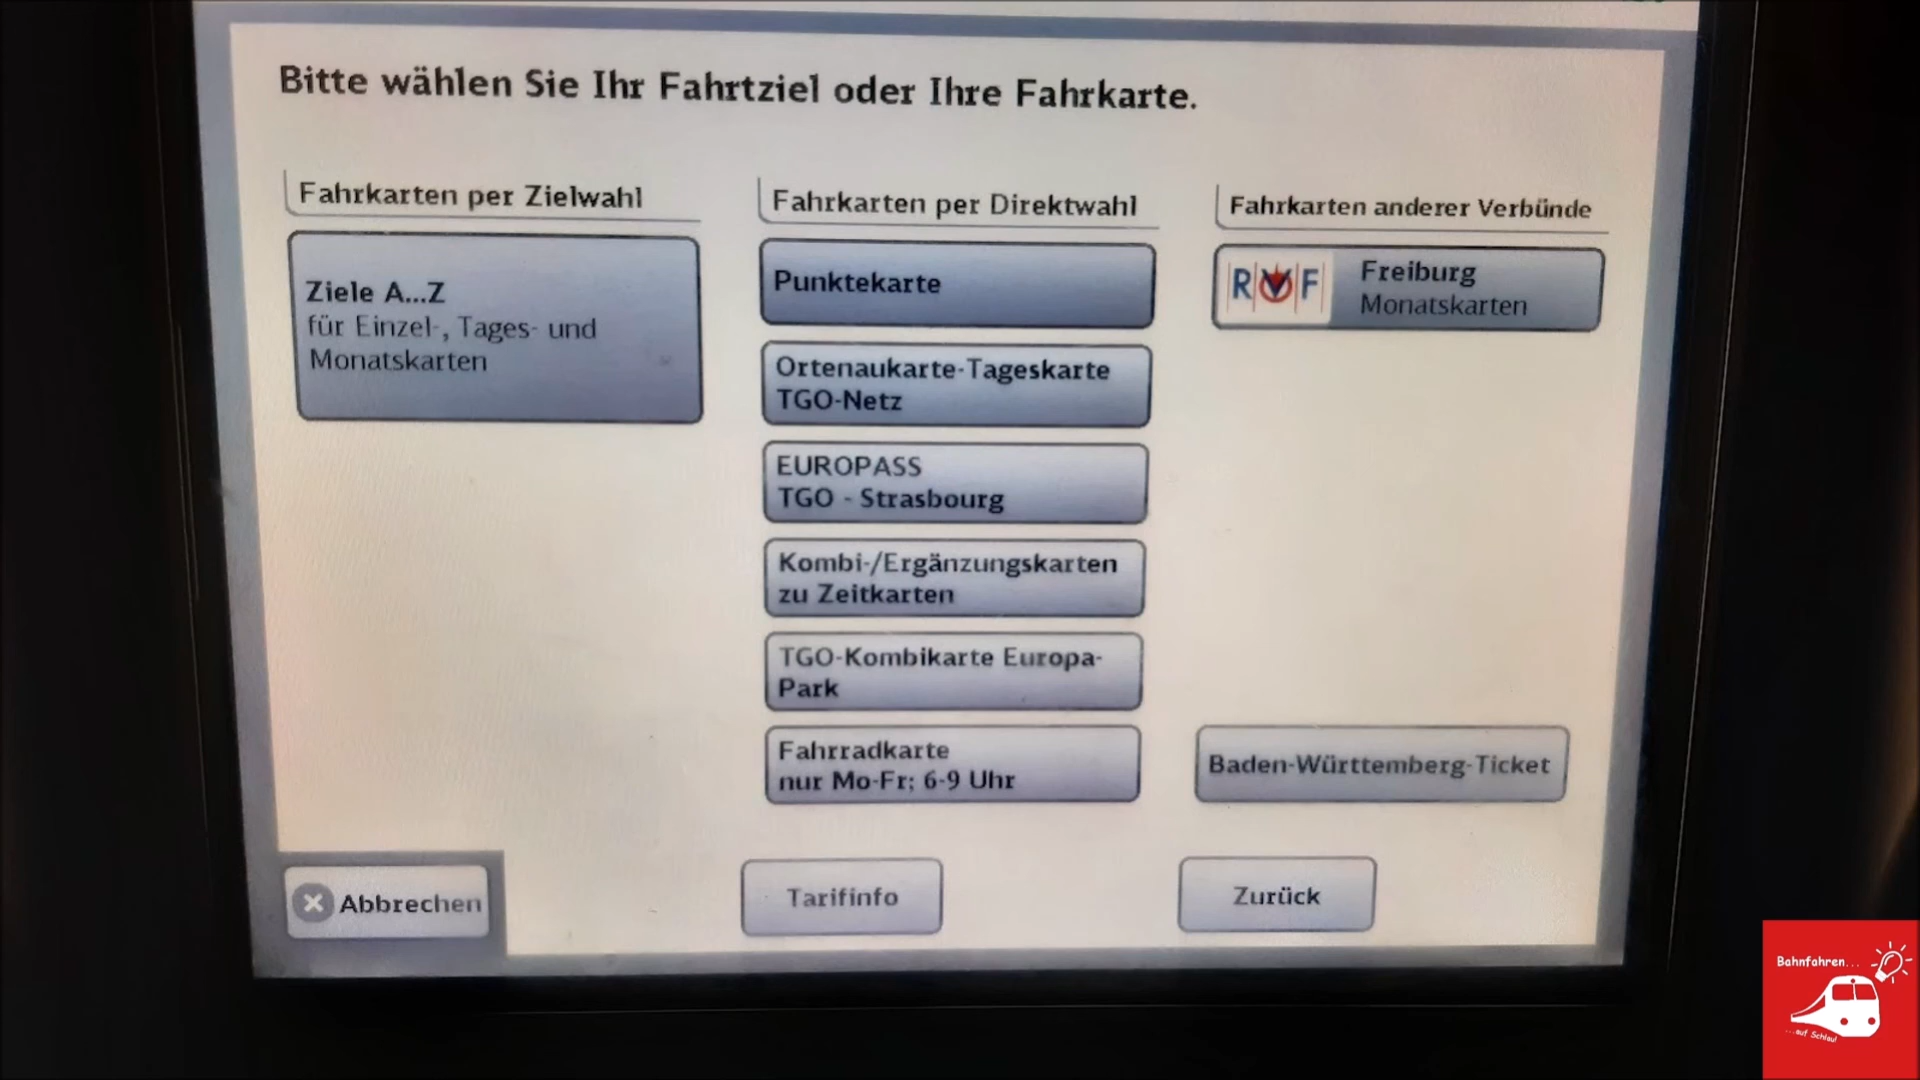 Bitte wählen Sie Ihr Fahrtziel oder Ihre Fahrkarte.
Fahrkarten per Zielwahl
Ziele A...Z
für Einzel-, Tages- und
Monatskarten
Fahrkarten per Direktwahl
Punktekarte
Ortenaukarte-Tageskarte
TGO-Netz
EUROPASS
TGO - Strasbourg
Kombi-/Ergänzungskarten
zu Zeitkarten
TGO-Kombikarte Europa-
Park
Fahrradkarte
nur Mo-Fr; 6-9 Uhr
Fahrkarten anderer Verbünde
RVF
Freiburg
Monatskarten
Baden-Württemberg-Ticket
Abbrechen
Tarifinfo
Zurück
Bahnfahren...
...auf Schlau!